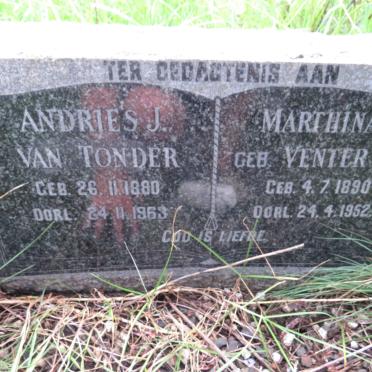 TER GEDAGTENIS AAN
ANDRIES J.
VAN TONDER
GEB. 26.11.1880
OORL. 24.11.1963
MARTHINA
GEB. VENTER
GEB. 4.7.1890
OORL. 24.4.1952
GOD IS LIEFDE.